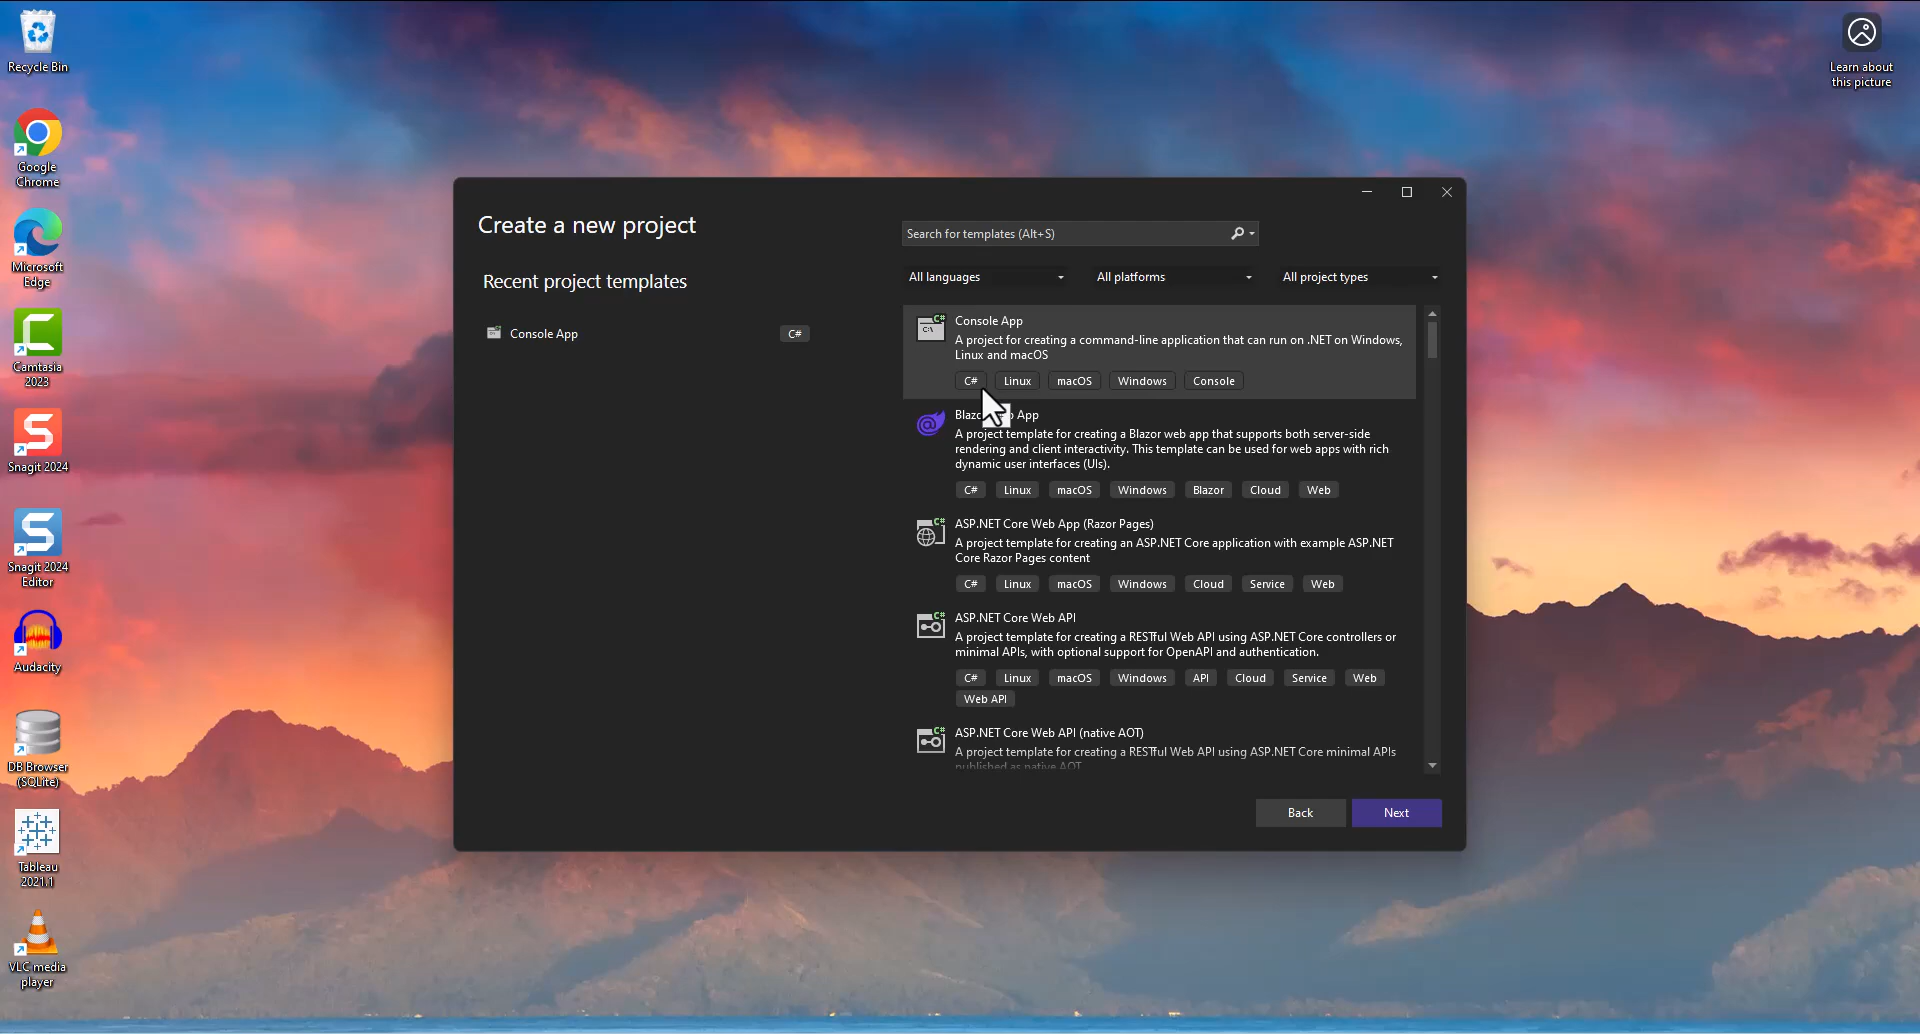 Recycle Bin
Google
Chrome
Microsoft
Edge
Camtasia
2023
Snagit 2024
Snagit 2024
Editor
Audacity
DB Browser
(SQLite)
Tableau
2021.1
VLC media
player
Learn about
this picture
Create a new project
Recent project templates
Console App
C#
Search for templates (Alt+S)
All languages
All platforms
All project types
Console App
A project for creating a command-line application that can run on .NET on Windows,
Linux and macOS
C# Linux macOS Windows Console
App
A project template for creating a Blazor web app that supports both server-side
rendering and client interactivity. This template can be used for web apps with rich
dynamic user interfaces (UIs).
C# Linux macOS Windows Blazor Cloud Web
ASP.NET Core Web App (Razor Pages)
A project template for creating an ASP.NET Core application with example ASP.NET
Core Razor Pages content
C# Linux macOS Windows Cloud Service Web
ASP.NET Core Web API
A project template for creating a RESTful Web API using ASP.NET Core controllers or
minimal APIs, with optional support for OpenAPI and authentication.
C# Linux macOS Windows API Cloud Service Web
Web API
ASP.NET Core Web API (native AOT)
A project template for creating a RESTful Web API using ASP.NET Core minimal APIs
published as native AOT
Back
Next